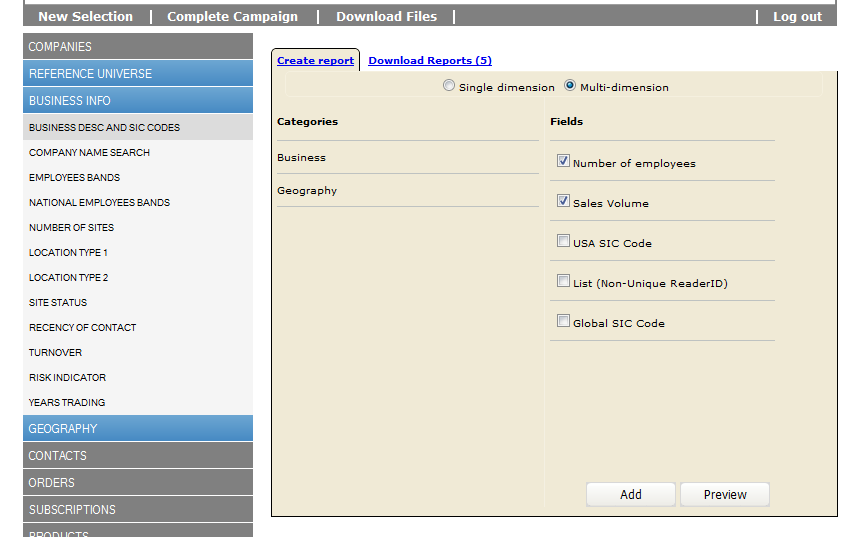 New Selection | Complete Campaign | Download Files | | Log out
COMPANIES
REFERENCE UNIVERSE
BUSINESS INFO
BUSINESS DESC AND SIC CODES
COMPANY NAME SEARCH
EMPLOYEES BANDS
NATIONAL EMPLOYEES BANDS
NUMBER OF SITES
LOCATION TYPE 1
LOCATION TYPE 2
SITE STATUS
RECENCY OF CONTACT
TURNOVER
RISK INDICATOR
YEARS TRADING
GEOGRAPHY
CONTACTS
ORDERS
SUBSCRIPTIONS
PRODUCTS
Create report Download Reports (5)
Single dimension Multi-dimension
Categories
Business
Geography
Fields
Number of employees
Sales Volume
USA SIC Code
List (Non-Unique ReaderID)
Global SIC Code
Add Preview